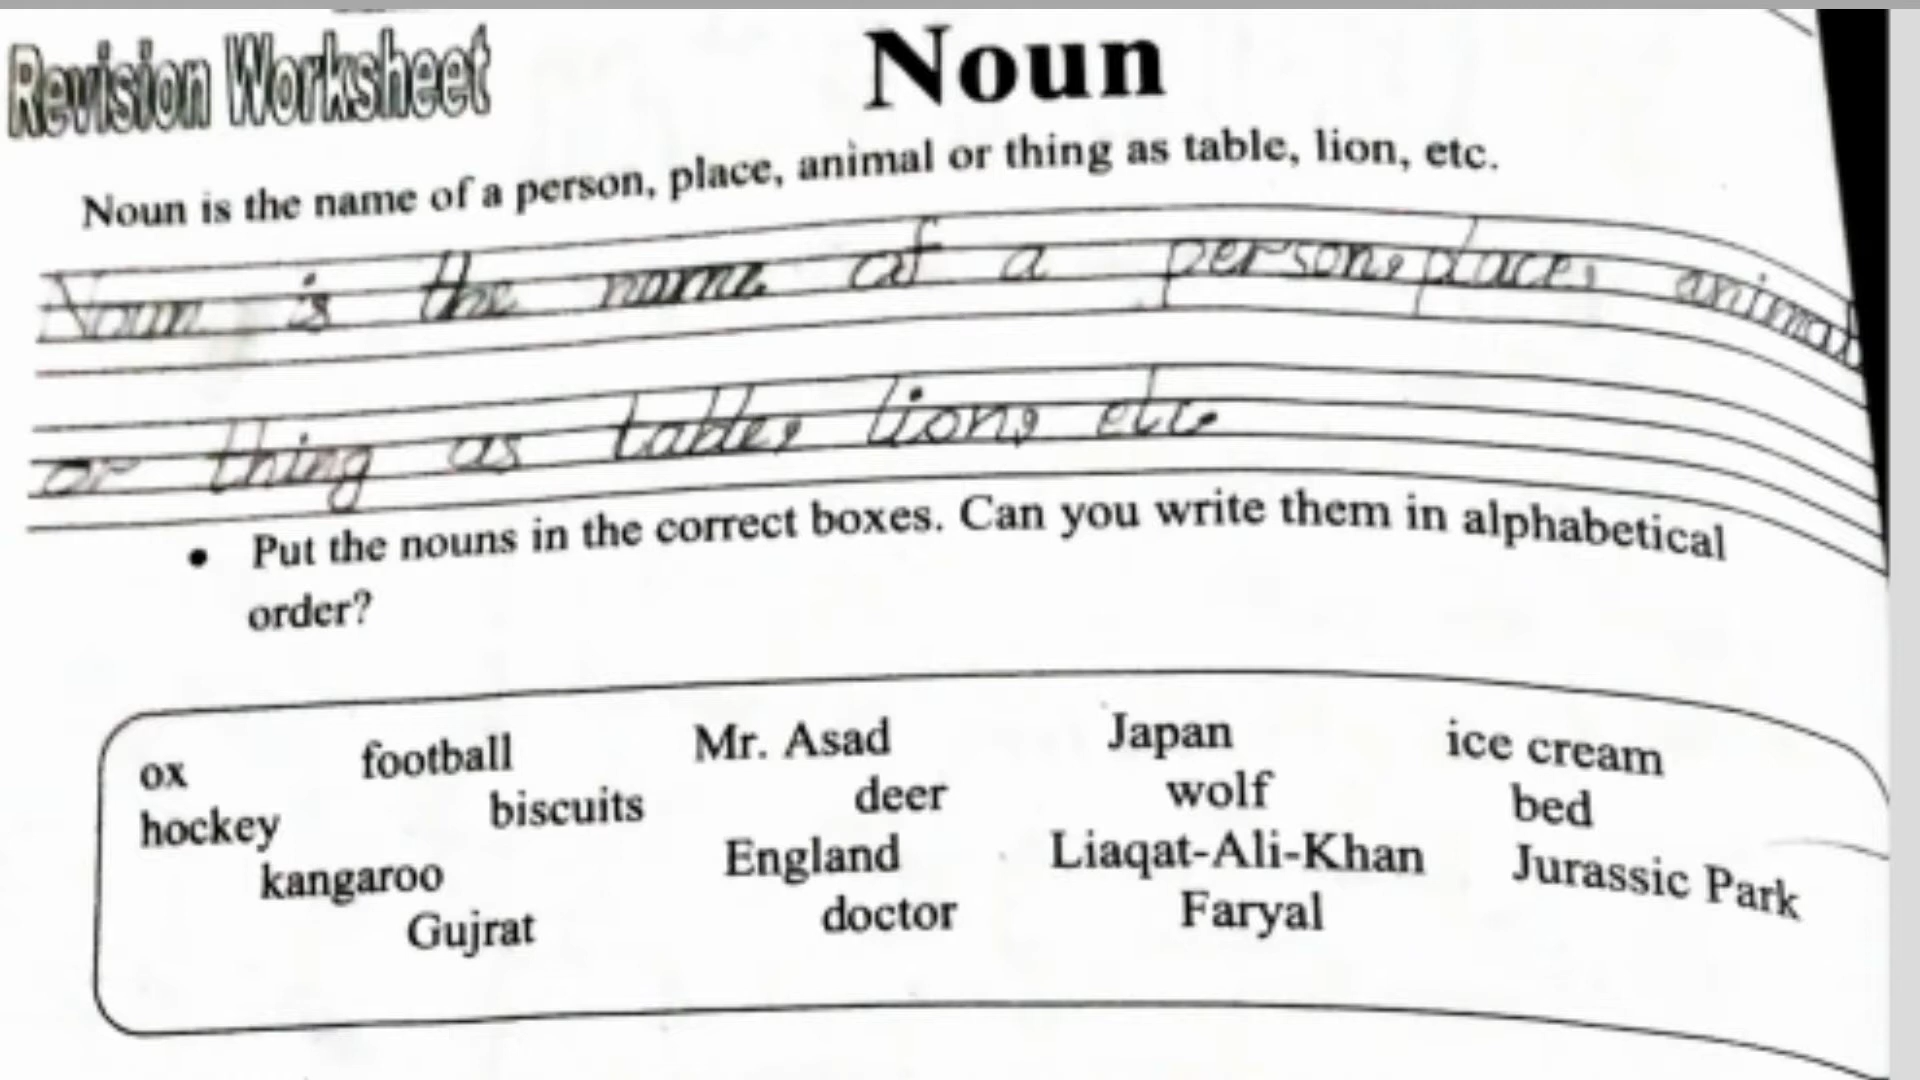 Revision Worksheet
Noun
Noun is the name of a person, place, animal or thing as table, lion, etc.
Noun is the name of a person, place, animal
or thing as table, lion, etc.
• Put the nouns in the correct boxes. Can you write them in alphabetical
order?
ox football Mr. Asad Japan ice cream
hockey biscuits deer wolf bed
kangaroo England Liaqat-Ali-Khan Jurassic Park
Gujrat doctor Faryal